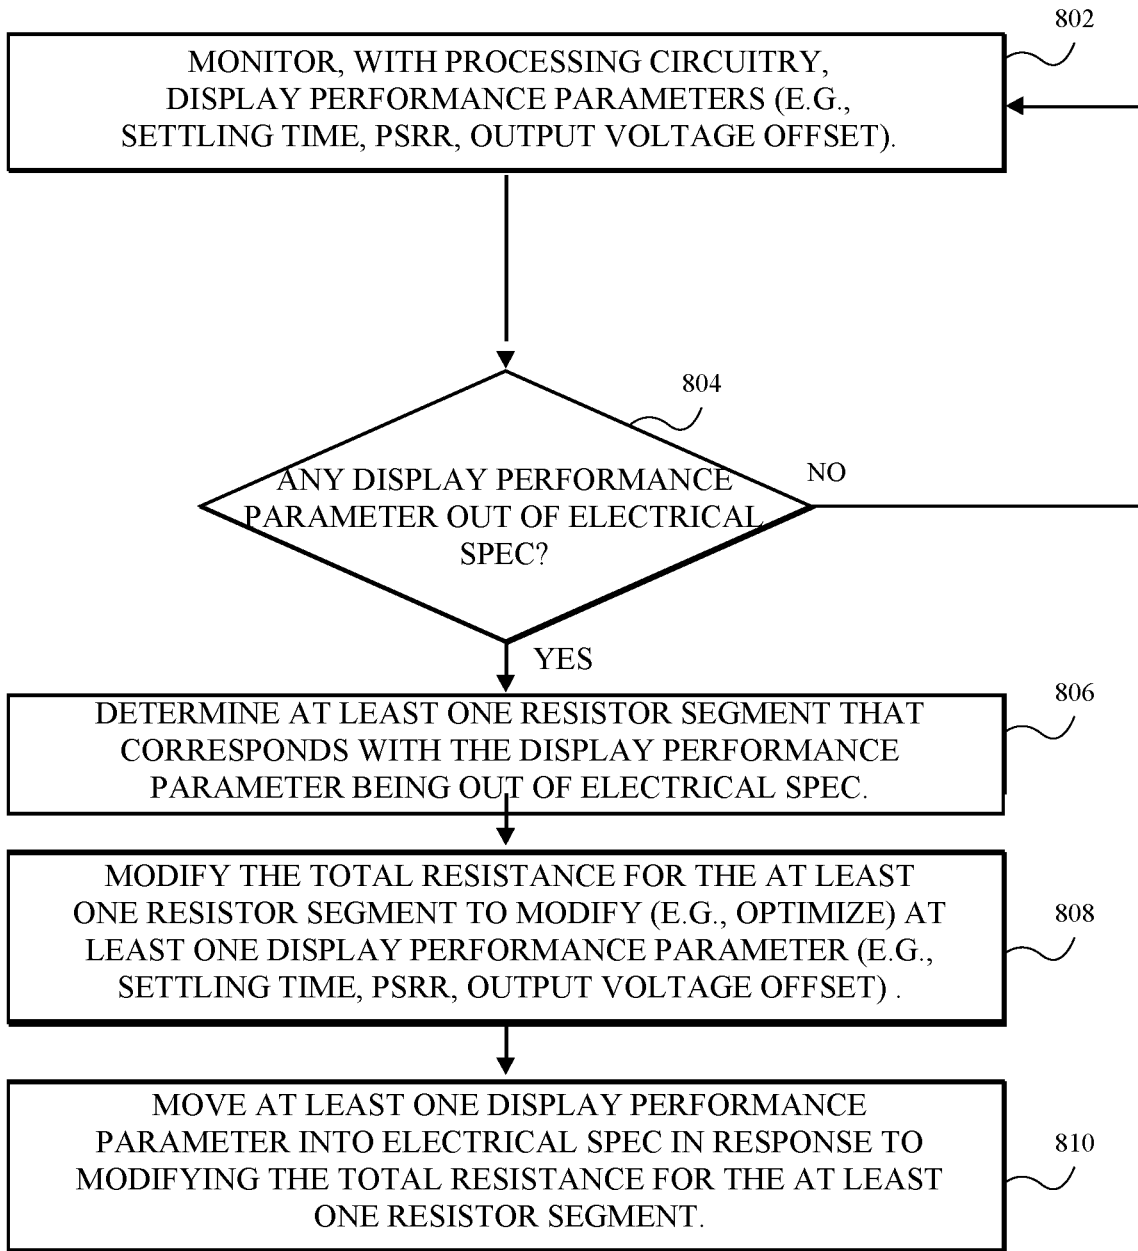 802
MONITOR, WITH PROCESSING CIRCUITRY,
DISPLAY PERFORMANCE PARAMETERS (E.G.,
SETTLING TIME, PSRR, OUTPUT VOLTAGE OFFSET).
804
ANY DISPLAY PERFORMANCE
PARAMETER OUT OF ELECTRICAL
SPEC?
NO
YES
806
DETERMINE AT LEAST ONE RESISTOR SEGMENT THAT
CORRESPONDS WITH THE DISPLAY PERFORMANCE
PARAMETER BEING OUT OF ELECTRICAL SPEC.
MODIFY THE TOTAL RESISTANCE FOR THE AT LEAST
ONE RESISTOR SEGMENT TO MODIFY (E.G., OPTIMIZE) AT
LEAST ONE DISPLAY PERFORMANCE PARAMETER (E.G.,
SETTLING TIME, PSRR, OUTPUT VOLTAGE OFFSET) .
808
MOVE AT LEAST ONE DISPLAY PERFORMANCE
PARAMETER INTO ELECTRICAL SPEC IN RESPONSE TO
MODIFYING THE TOTAL RESISTANCE FOR THE AT LEAST
ONE RESISTOR SEGMENT.
810